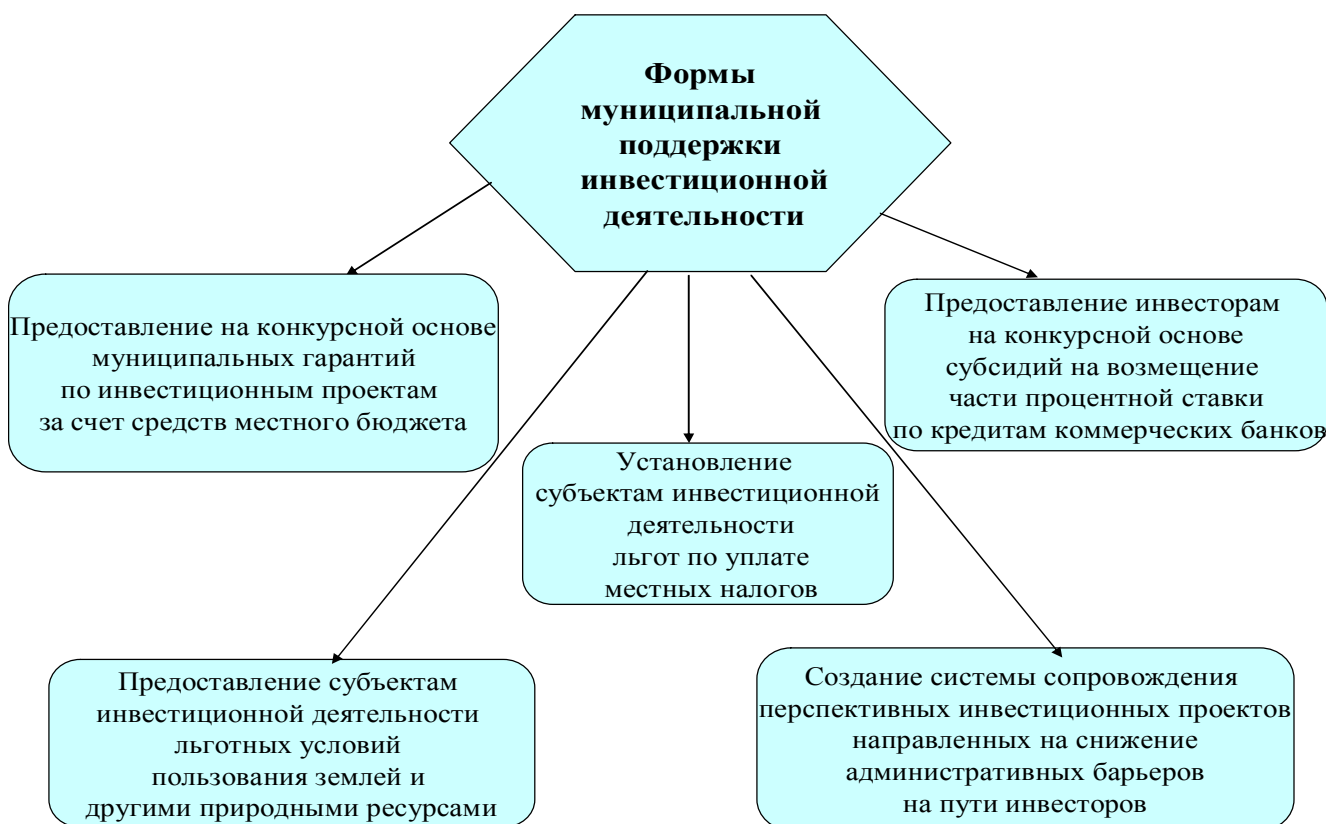 Формы
муниципальной
поддержки
инвестиционной
деятельности
Предоставление на конкурсной основе
муниципальных гарантий
по инвестиционным проектам
за счет средств местного бюджета
Предоставление инвесторам
на конкурсной основе
субсидий на возмещение
части процентной ставки
по кредитам коммерческих банков
Установление
субъектам инвестиционной
деятельности
льгот по уплате
местных налогов
Предоставление субъектам
инвестиционной деятельности
льготных условий
пользования землей и
другими природными ресурсами
Создание системы сопровождения
перспективных инвестиционных проектов
направленных на снижение
административных барьеров
на пути инвесторов